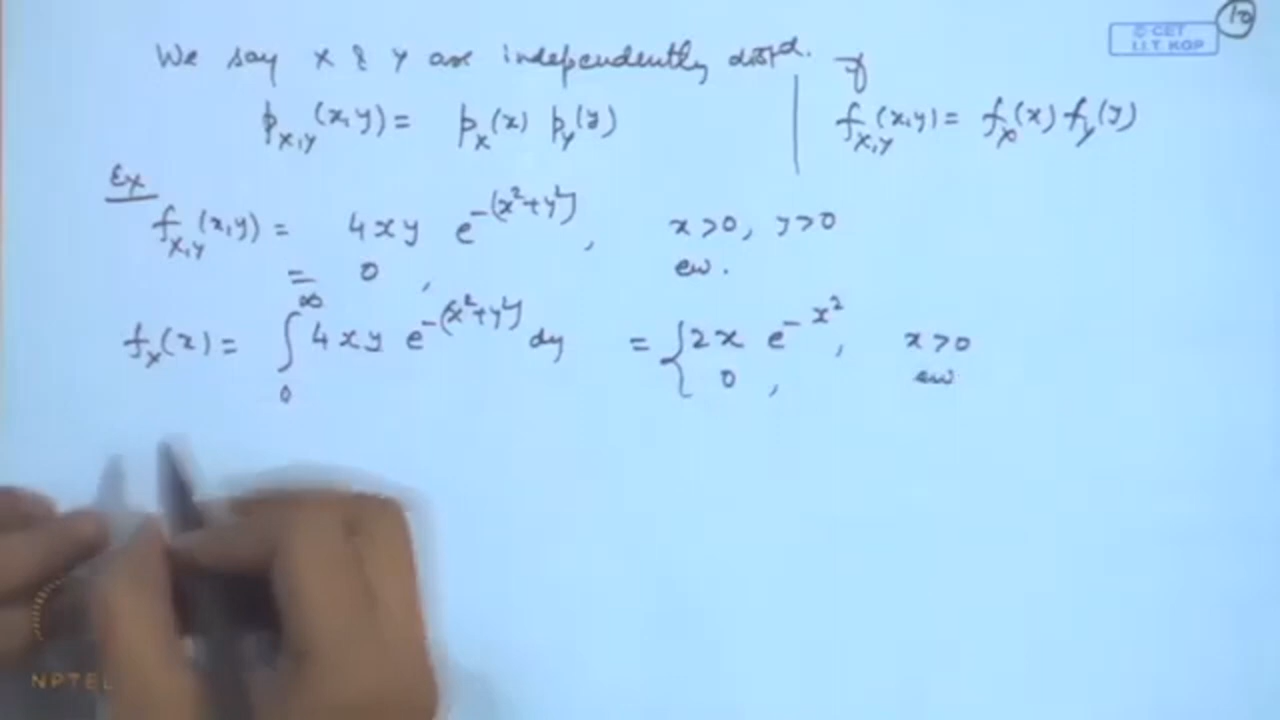 10
© CET
I.I.T. KGP
We say X & Y are independently distd. if
p_{X,Y}(x,y) = p_X(x) p_Y(y) | f_{X,Y}(x,y) = f_X(x) f_Y(y)
Ex
f_{X,Y}(x,y) = 4xy e^{-(x²+y²)}, x>0, y>0
= 0, ew.
f_X(x) = ∫_0^∞ 4xy e^{-(x²+y²)} dy = { 2x e^{-x²}, x>0
0, ew
NPTEL